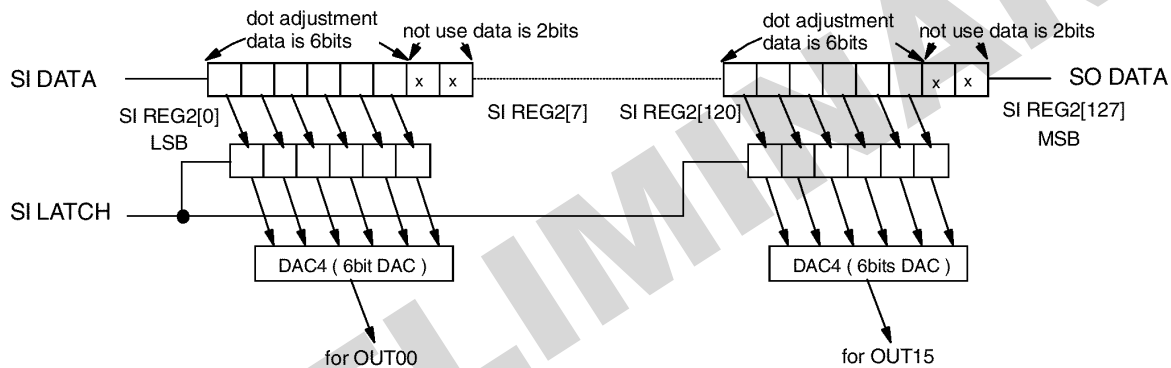 dot adjustment
data is 6bits
not use data is 2bits
dot adjustment
data is 6bits
not use data is 2bits
SI DATA
x x
x x
SO DATA
SI REG2[0]
LSB
SI REG2[7]
SI REG2[120]
SI REG2[127]
MSB
SI LATCH
DAC4 ( 6bit DAC )
DAC4 ( 6bits DAC )
for OUT00
for OUT15